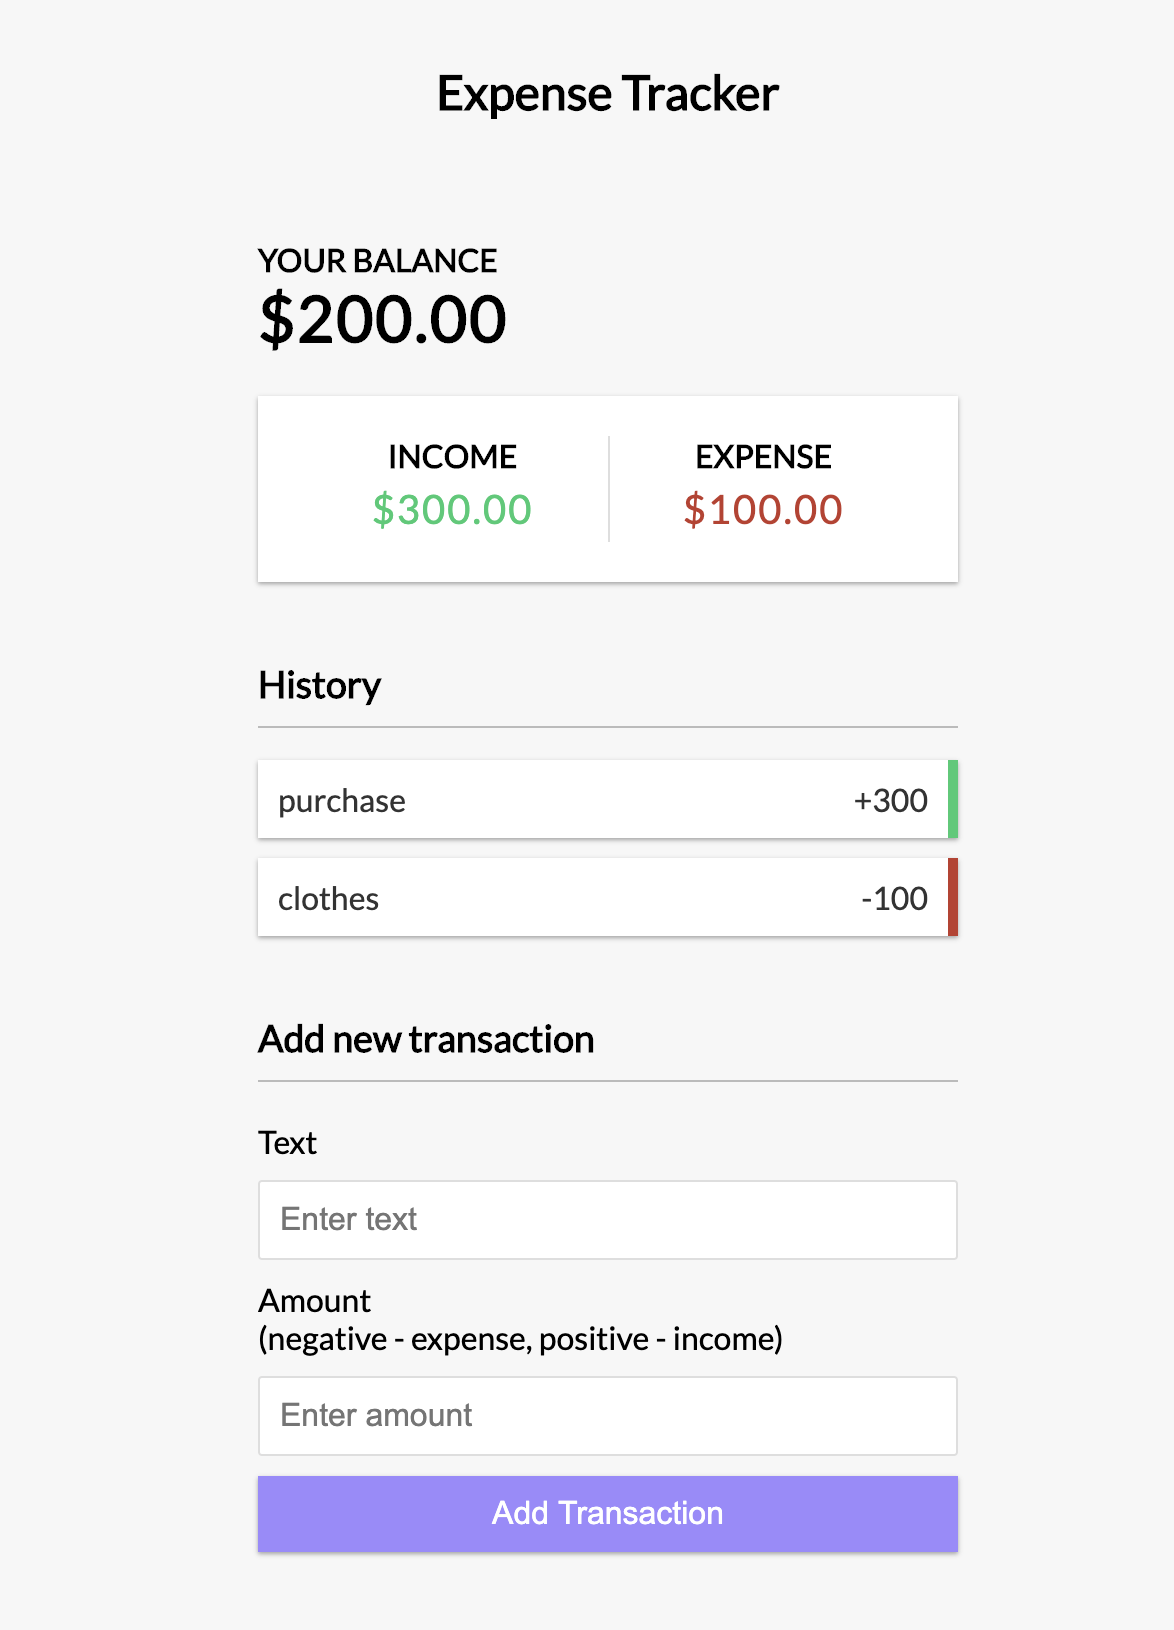 Expense Tracker
YOUR BALANCE
$200.00
INCOME
$300.00
EXPENSE
$100.00
History
purchase +300
clothes -100
Add new transaction
Text
Enter text
Amount
(negative - expense, positive - income)
Enter amount
Add Transaction